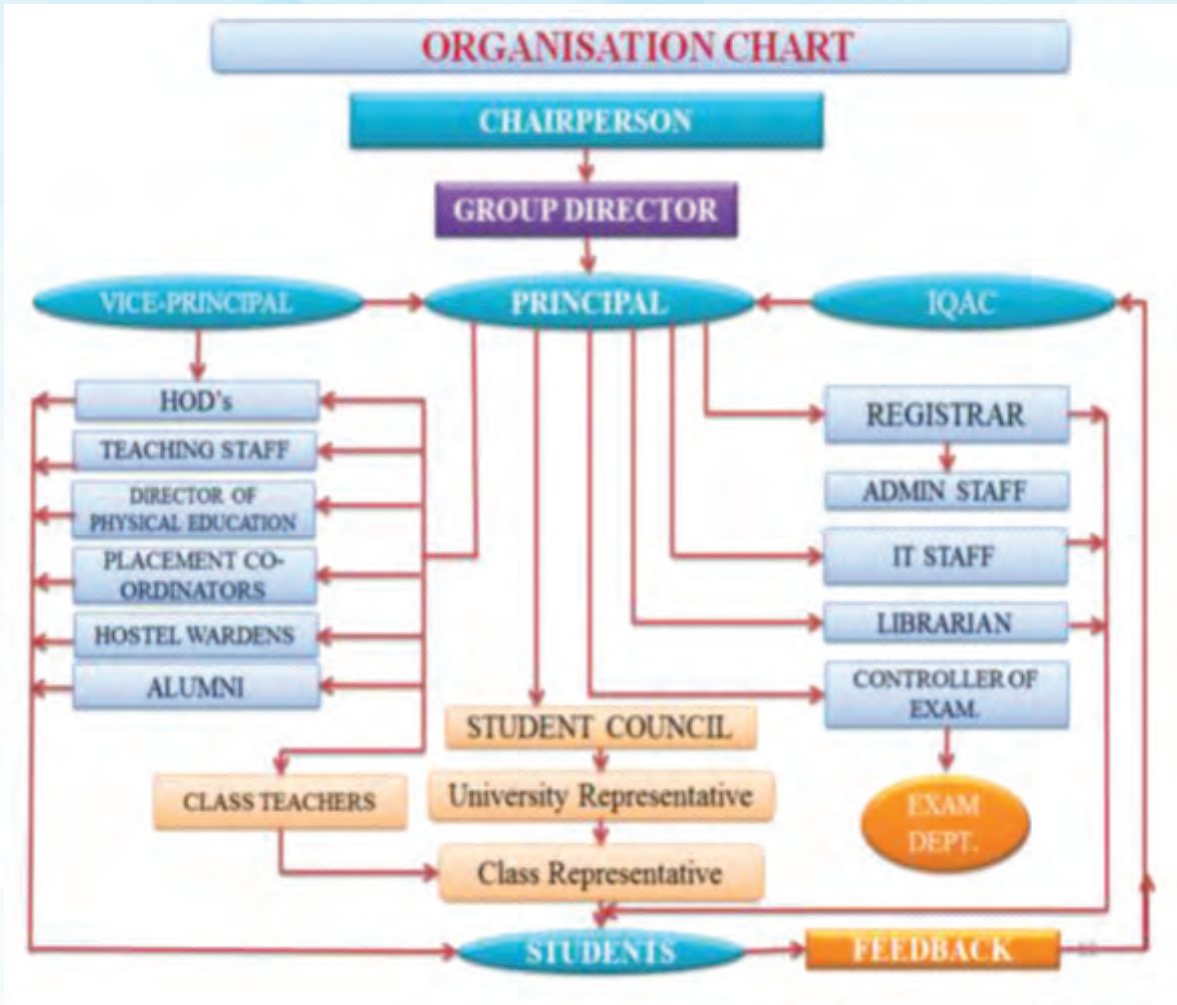 ORGANISATION CHART
CHAIRPERSON
GROUP DIRECTOR
VICE-PRINCIPAL
PRINCIPAL
IQAC
HOD's
TEACHING STAFF
DIRECTOR OF
PHYSICAL EDUCATION
PLACEMENT CO-
ORDINATORS
HOSTEL WARDENS
ALUMNI
REGISTRAR
ADMIN STAFF
IT STAFF
LIBRARIAN
CONTROLLER OF
EXAM.
STUDENT COUNCIL
CLASS TEACHERS
University Representative
EXAM
DEPT.
Class Representative
STUDENTS
FEEDBACK